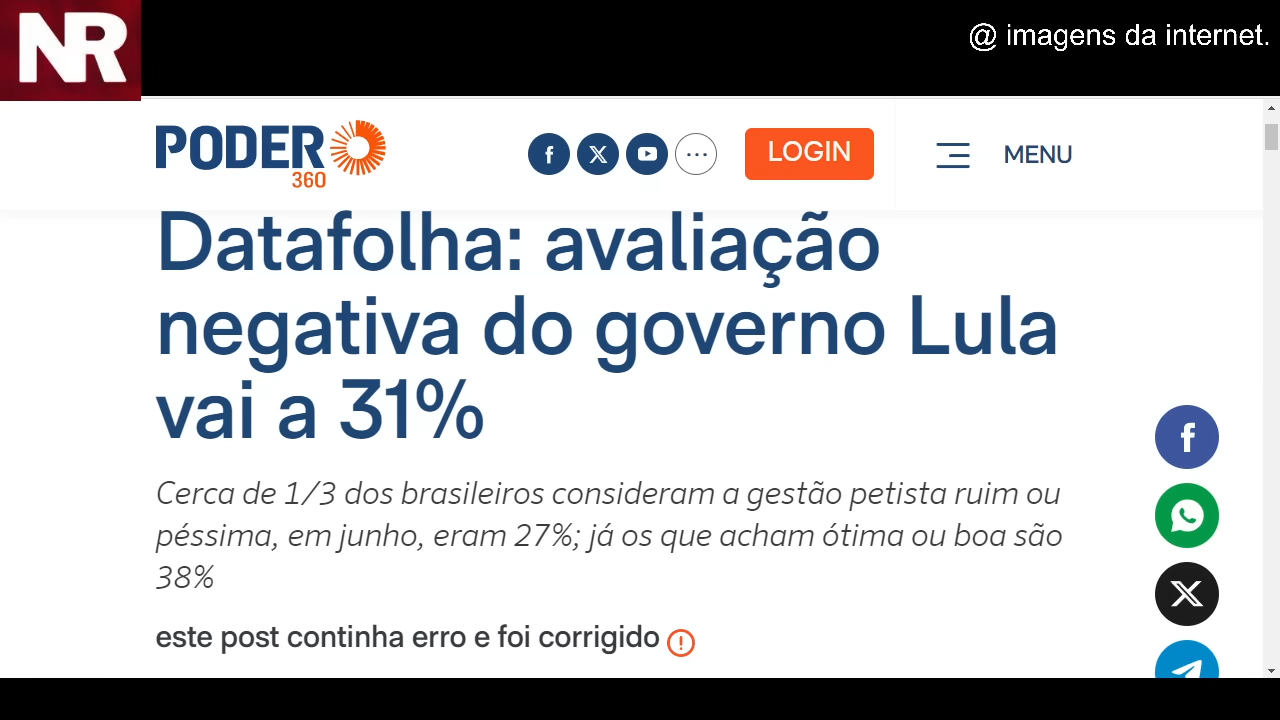 NR
@ imagens da internet.
PODER
360
LOGIN
MENU
Datafolha: avaliação
negativa do governo Lula
vai a 31%
Cerca de 1/3 dos brasileiros consideram a gestão petista ruim ou
péssima, em junho, eram 27%; já os que acham ótima ou boa são
38%
este post continha erro e foi corrigido